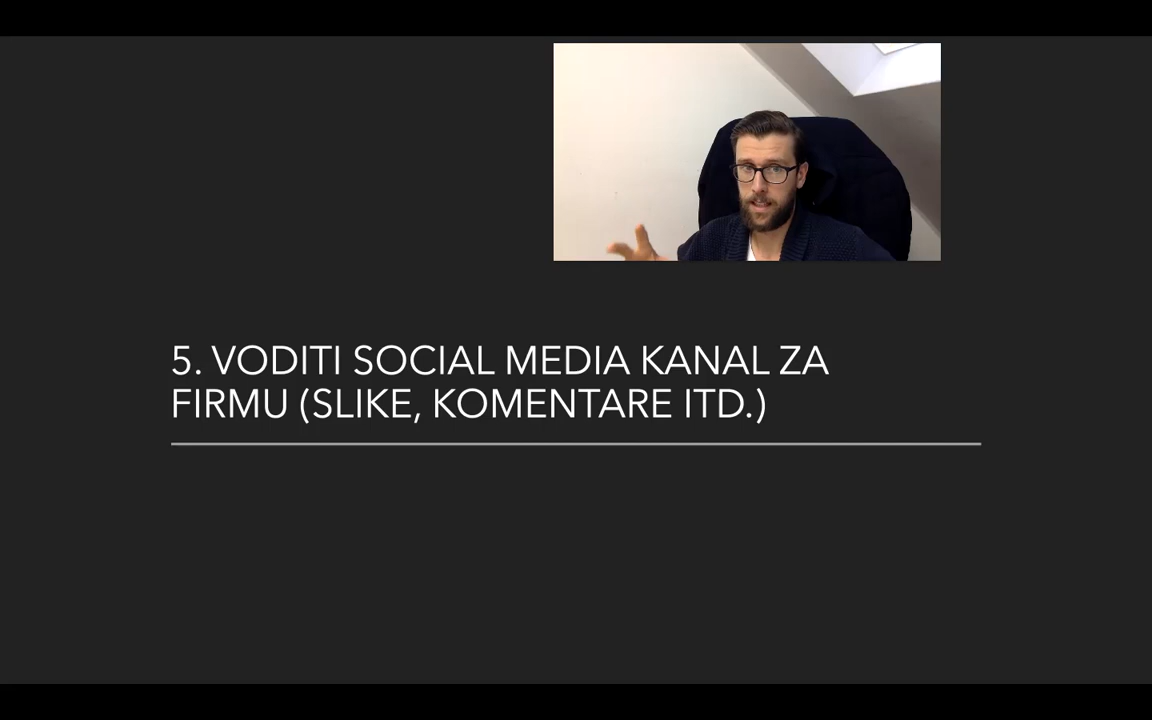 5. VODITI SOCIAL MEDIA KANAL ZA
FIRMU (SLIKE, KOMENTARE ITD.)